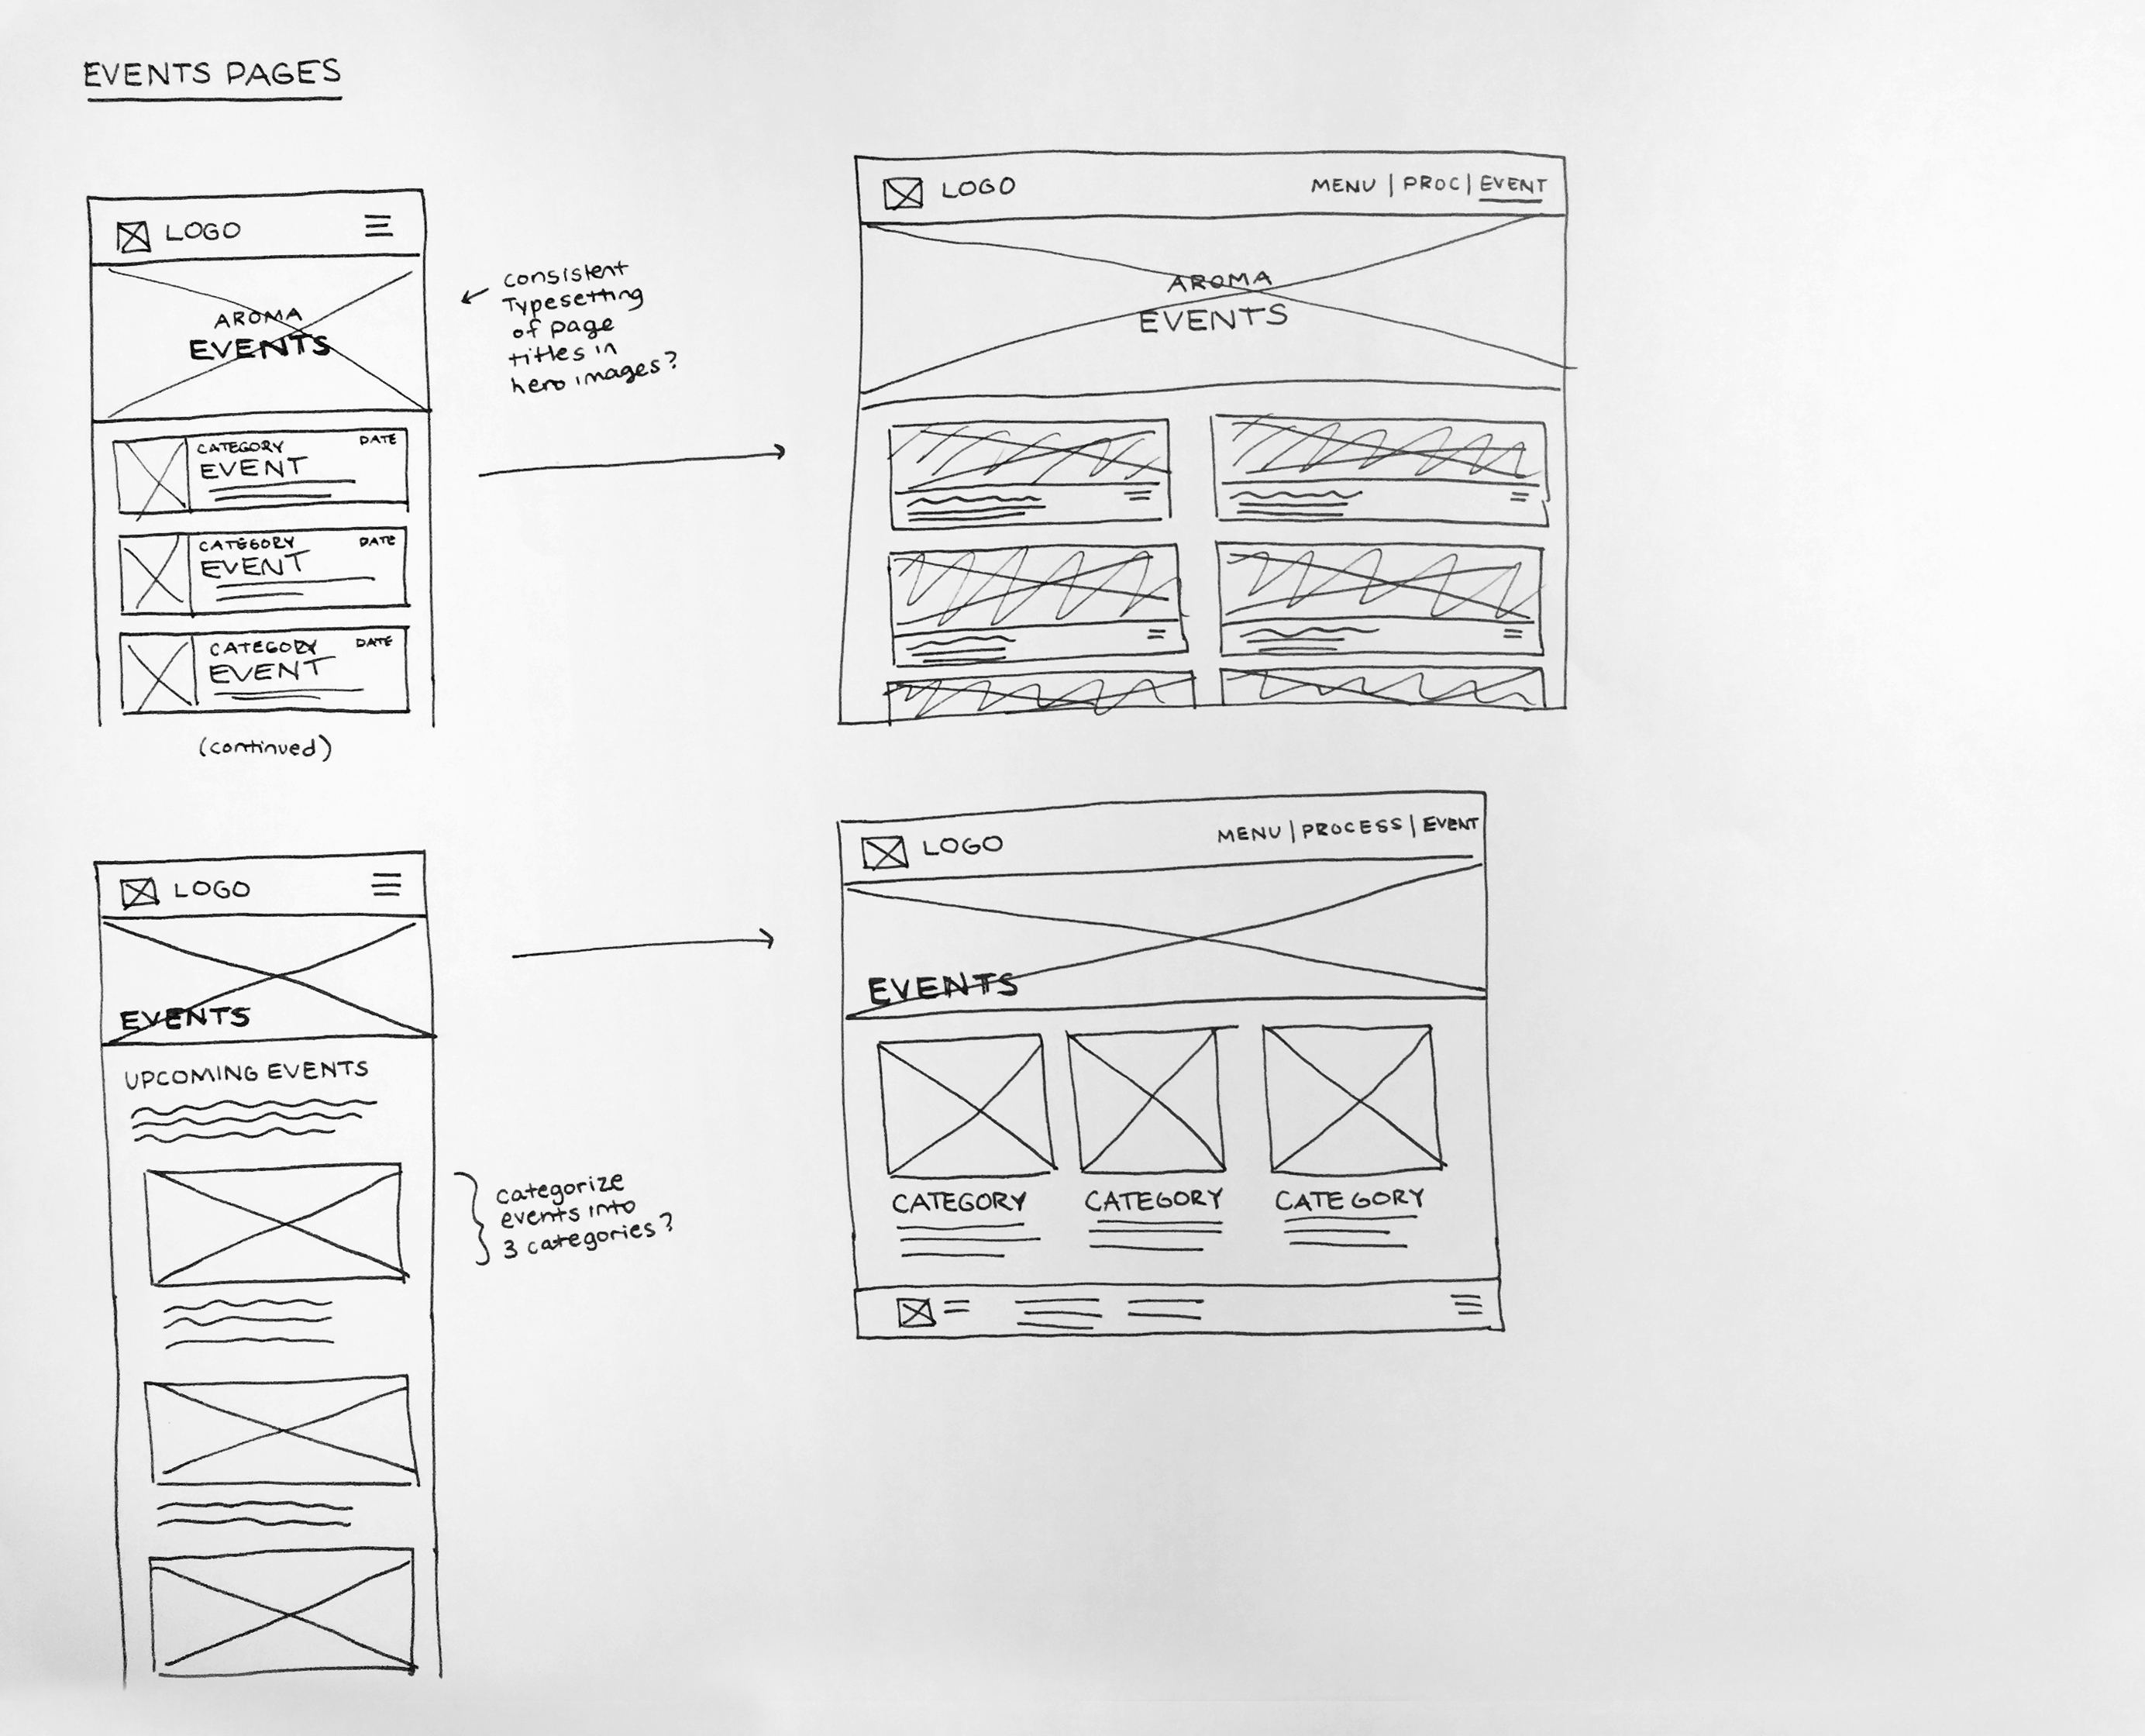 EVENTS PAGES
LOGO
AROMA
EVENTS
CATEGORY DATE
EVENT
CATEGORY DATE
EVENT
CATEGORY DATE
EVENT
(continued)
consistent
Typesetting
of page
titles in
hero images?
LOGO MENU | PROC | EVENT
AROMA
EVENTS
LOGO
EVENTS
UPCOMING EVENTS
categorize
events into
3 categories?
LOGO MENU | PROCESS | EVENT
EVENTS
CATEGORY CATEGORY CATEGORY